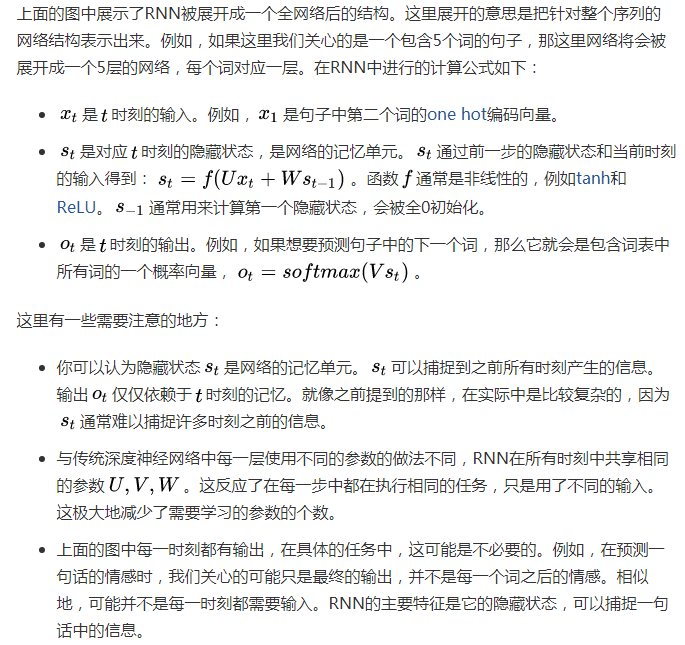 上面的图中展示了RNN被展开成一个全网络后的结构。这里展开的意思是把针对整个序列的
网络结构表示出来。例如，如果这里我们关心的是一个包含5个词的句子，那这里网络将会被
展开成一个5层的网络，每个词对应一层。在RNN中进行的计算公式如下：
• x_t 是 t 时刻的输入。例如， x_1 是句子中第二个词的one hot编码向量。
• s_t 是对应 t 时刻的隐藏状态，是网络的记忆单元。 s_t 通过前一步的隐藏状态和当前时刻
的输入得到： s_t = f(Ux_t + Ws_{t-1}) 。函数 f 通常是非线性的，例如tanh和
ReLU。 s_{-1} 通常用来计算第一个隐藏状态，会被全0初始化。
• o_t 是 t 时刻的输出。例如，如果想要预测句子中的下一个词，那么它就会是包含词表中
所有词的一个概率向量， o_t = softmax(Vs_t) 。
这里有一些需要注意的地方：
• 你可以认为隐藏状态 s_t 是网络的记忆单元。 s_t 可以捕捉到之前所有时刻产生的信息。
输出 o_t 仅仅依赖于 t 时刻的记忆。就像之前提到的那样，在实际中是比较复杂的，因为
s_t 通常难以捕捉许多时刻之前的信息。
• 与传统深度神经网络中每一层使用不同的参数的做法不同，RNN在所有时刻中共享相同
的参数 U, V, W 。这反应了在每一步中都在执行相同的任务，只是用了不同的输入。
这极大地减少了需要学习的参数的个数。
• 上面的图中每一时刻都有输出，在具体的任务中，这可能是不必要的。例如，在预测一
句话的情感时，我们关心的可能只是最终的输出，并不是每一个词之后的情感。相似
地，可能并不是每一时刻都需要输入。RNN的主要特征是它的隐藏状态，可以捕捉一句
话中的信息。